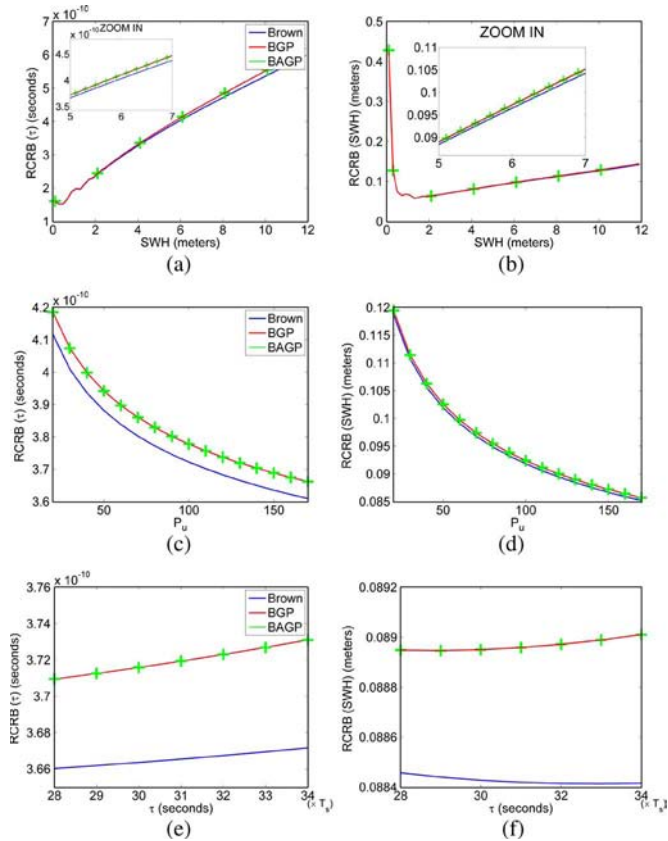 × 10⁻¹⁰
RCRB (τ) (seconds)
7
6
5
4
3
2
1
0 2 4 6 8 10 12
SWH (meters)
× 10⁻¹⁰ ZOOM IN
4.5
4
3.5
5 6 7
Brown
BGP
BAGP
(a)
RCRB (SWH) (meters)
0.5
0.4
0.3
0.2
0.1
0
0 2 4 6 8 10 12
SWH (meters)
ZOOM IN
0.11
0.105
0.1
0.095
0.09
5 6 7
(b)
× 10⁻¹⁰
RCRB (τ) (seconds)
4.2
4.1
4
3.9
3.8
3.7
3.6
50 100 150
P_u
Brown
BGP
BAGP
(c)
RCRB (SWH) (meters)
0.12
0.115
0.11
0.105
0.1
0.095
0.09
0.085
50 100 150
P_u
(d)
× 10⁻¹⁰
RCRB (τ) (seconds)
3.76
3.74
3.72
3.7
3.68
3.66
28 29 30 31 32 33 34
τ (seconds) (× T_s)
Brown
BGP
BAGP
(e)
RCRB (SWH) (meters)
0.0892
0.089
0.0888
0.0886
0.0884
28 30 32 34
τ (seconds) (× T_s)
(f)